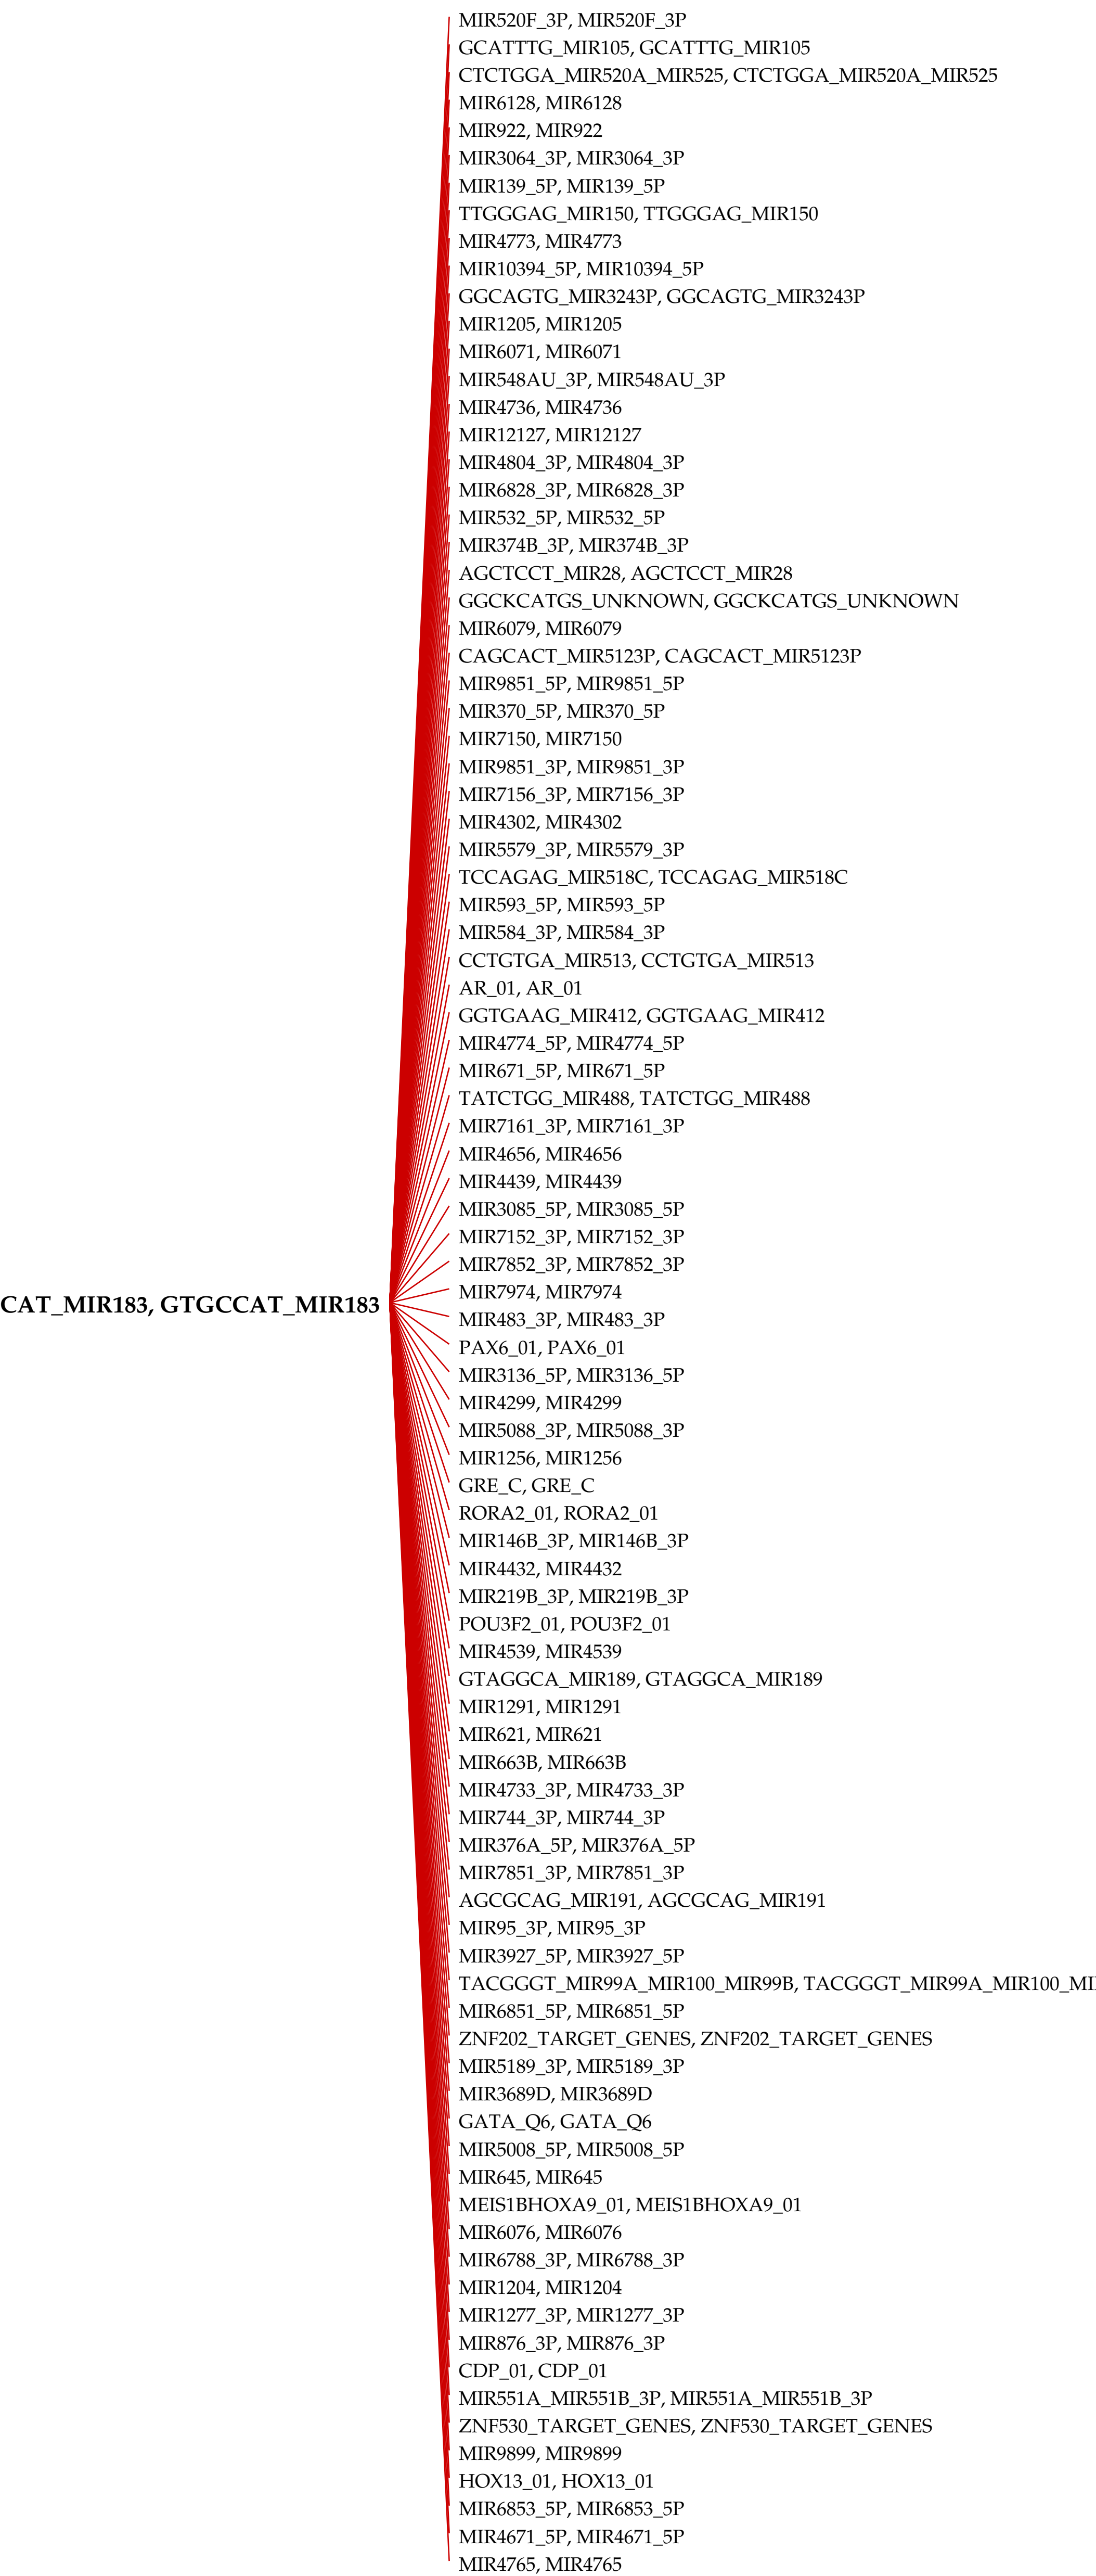 MIR520F_3P, MIR520F_3P
GCATTTG_MIR105, GCATTTG_MIR105
CTCTGGA_MIR520A_MIR525, CTCTGGA_MIR520A_MIR525
MIR6128, MIR6128
MIR922, MIR922
MIR3064_3P, MIR3064_3P
MIR139_5P, MIR139_5P
TTGGGAG_MIR150, TTGGGAG_MIR150
MIR4773, MIR4773
MIR10394_5P, MIR10394_5P
GGCAGTG_MIR3243P, GGCAGTG_MIR3243P
MIR1205, MIR1205
MIR6071, MIR6071
MIR548AU_3P, MIR548AU_3P
MIR4736, MIR4736
MIR12127, MIR12127
MIR4804_3P, MIR4804_3P
MIR6828_3P, MIR6828_3P
MIR532_5P, MIR532_5P
MIR374B_3P, MIR374B_3P
AGCTCCT_MIR28, AGCTCCT_MIR28
GGCKCATGS_UNKNOWN, GGCKCATGS_UNKNOWN
MIR6079, MIR6079
CAGCACT_MIR5123P, CAGCACT_MIR5123P
MIR9851_5P, MIR9851_5P
MIR370_5P, MIR370_5P
MIR7150, MIR7150
MIR9851_3P, MIR9851_3P
MIR7156_3P, MIR7156_3P
MIR4302, MIR4302
MIR5579_3P, MIR5579_3P
TCCAGAG_MIR518C, TCCAGAG_MIR518C
MIR593_5P, MIR593_5P
MIR584_3P, MIR584_3P
CCTGTGA_MIR513, CCTGTGA_MIR513
AR_01, AR_01
GGTGAAG_MIR412, GGTGAAG_MIR412
MIR4774_5P, MIR4774_5P
MIR671_5P, MIR671_5P
TATCTGG_MIR488, TATCTGG_MIR488
MIR7161_3P, MIR7161_3P
MIR4656, MIR4656
MIR4439, MIR4439
MIR3085_5P, MIR3085_5P
MIR7152_3P, MIR7152_3P
MIR7852_3P, MIR7852_3P
MIR7974, MIR7974
CAT_MIR183, GTGCCAT_MIR183
MIR483_3P, MIR483_3P
PAX6_01, PAX6_01
MIR3136_5P, MIR3136_5P
MIR4299, MIR4299
MIR5088_3P, MIR5088_3P
MIR1256, MIR1256
GRE_C, GRE_C
RORA2_01, RORA2_01
MIR146B_3P, MIR146B_3P
MIR4432, MIR4432
MIR219B_3P, MIR219B_3P
POU3F2_01, POU3F2_01
MIR4539, MIR4539
GTAGGCA_MIR189, GTAGGCA_MIR189
MIR1291, MIR1291
MIR621, MIR621
MIR663B, MIR663B
MIR4733_3P, MIR4733_3P
MIR744_3P, MIR744_3P
MIR376A_5P, MIR376A_5P
MIR7851_3P, MIR7851_3P
AGCGCAG_MIR191, AGCGCAG_MIR191
MIR95_3P, MIR95_3P
MIR3927_5P, MIR3927_5P
TACGGGT_MIR99A_MIR100_MIR99B, TACGGGT_MIR99A_MIR100_MI
MIR6851_5P, MIR6851_5P
ZNF202_TARGET_GENES, ZNF202_TARGET_GENES
MIR5189_3P, MIR5189_3P
MIR3689D, MIR3689D
GATA_Q6, GATA_Q6
MIR5008_5P, MIR5008_5P
MIR645, MIR645
MEIS1BHOXA9_01, MEIS1BHOXA9_01
MIR6076, MIR6076
MIR6788_3P, MIR6788_3P
MIR1204, MIR1204
MIR1277_3P, MIR1277_3P
MIR876_3P, MIR876_3P
CDP_01, CDP_01
MIR551A_MIR551B_3P, MIR551A_MIR551B_3P
ZNF530_TARGET_GENES, ZNF530_TARGET_GENES
MIR9899, MIR9899
HOX13_01, HOX13_01
MIR6853_5P, MIR6853_5P
MIR4671_5P, MIR4671_5P
MIR4765, MIR4765